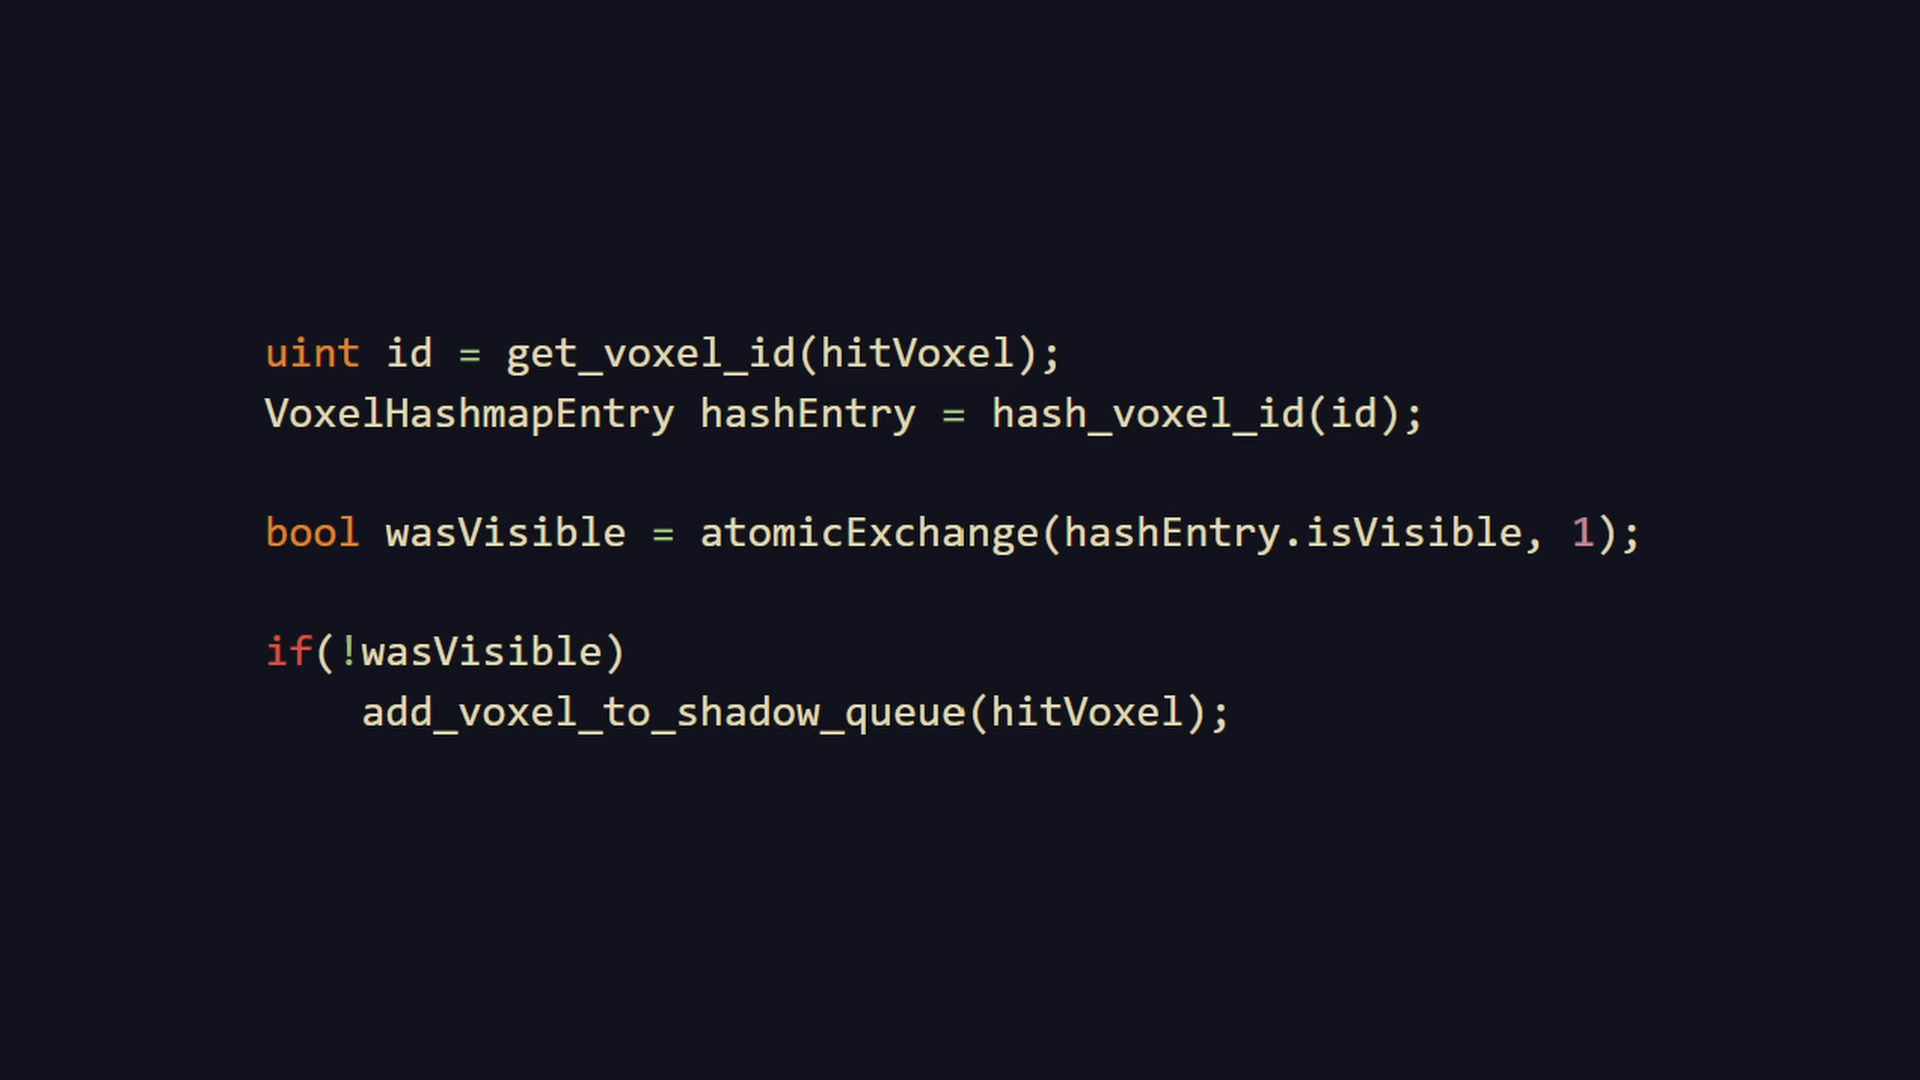 uint id = get_voxel_id(hitVoxel);
VoxelHashmapEntry hashEntry = hash_voxel_id(id);
bool wasVisible = atomicExchange(hashEntry.isVisible, 1);
if(!wasVisible)
    add_voxel_to_shadow_queue(hitVoxel);